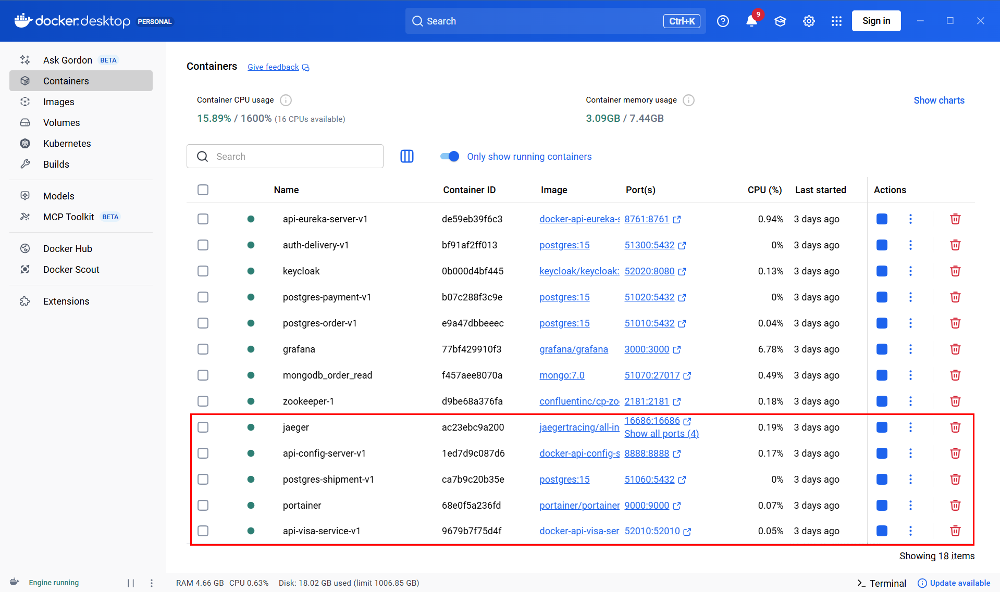 docker.desktop PERSONAL
Search Ctrl+K
9
Sign in
Ask Gordon BETA
Containers
Images
Volumes
Kubernetes
Builds
Models
MCP Toolkit BETA
Docker Hub
Docker Scout
Extensions
Containers Give feedback
Container CPU usage
15.89% / 1600% (16 CPUs available)
Container memory usage
3.09GB / 7.44GB
Show charts
Search
Only show running containers
Name Container ID Image Port(s) CPU (%) Last started Actions
api-eureka-server-v1 de59eb39f6c3 docker-api-eureka-s 8761:8761 0.94% 3 days ago
auth-delivery-v1 bf91af2ff013 postgres:15 51300:5432 0% 3 days ago
keycloak 0b000d4bf445 keycloak/keycloak: 52020:8080 0.13% 3 days ago
postgres-payment-v1 b07c288f3c9e postgres:15 51020:5432 0% 3 days ago
postgres-order-v1 e9a47dbbeeec postgres:15 51010:5432 0.04% 3 days ago
grafana 77bf429910f3 grafana/grafana 3000:3000 6.78% 3 days ago
mongodb_order_read f457aee8070a mongo:7.0 51070:27017 0.49% 3 days ago
zookeeper-1 d9be68a376fa confluentinc/cp-zo 2181:2181 0.18% 3 days ago
jaeger ac23ebc9a200 jaegertracing/all-in 16686:16686 0.19% 3 days ago
Show all ports (4)
api-config-server-v1 1ed7d9c087d6 docker-api-config-s 8888:8888 0.17% 3 days ago
postgres-shipment-v1 ca7b9c20b35e postgres:15 51060:5432 0% 3 days ago
portainer 68e0f5a236fd portainer/portainer 9000:9000 0.07% 3 days ago
api-visa-service-v1 9679b7f75d4f docker-api-visa-ser 52010:52010 0.05% 3 days ago
Showing 18 items
Engine running
RAM 4.66 GB CPU 0.63% Disk: 18.02 GB used (limit 1006.85 GB)
Terminal
Update available